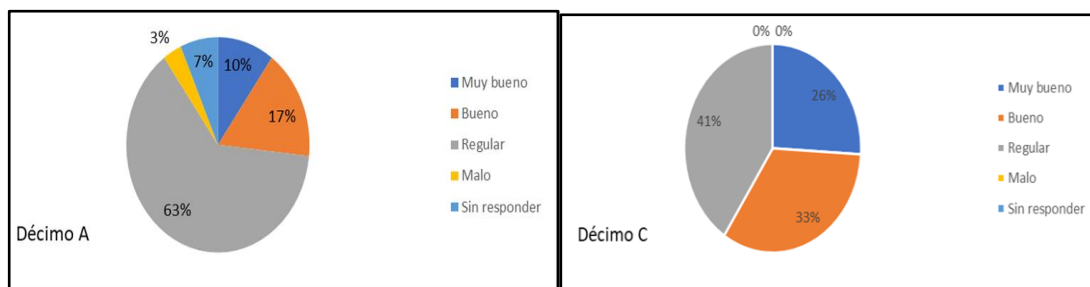 3%
7%
10%
17%
63%
Muy bueno
Bueno
Regular
Malo
Sin responder
Décimo A
0% 0%
26%
41%
33%
Muy bueno
Bueno
Regular
Malo
Sin responder
Décimo C